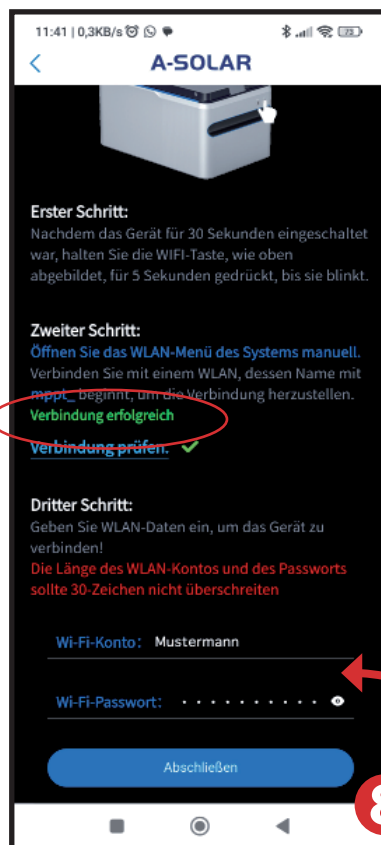 11:41 | 0,3KB/s
73
A-SOLAR
Erster Schritt:
Nachdem das Gerät für 30 Sekunden eingeschaltet
war, halten Sie die WIFI-Taste, wie oben
abgebildet, für 5 Sekunden gedrückt, bis sie blinkt.
Zweiter Schritt:
Öffnen Sie das WLAN-Menü des Systems manuell.
Verbinden Sie mit einem WLAN, dessen Name mit
mppt_ beginnt, um die Verbindung herzustellen.
Verbindung erfolgreich
Verbindung prüfen.
Dritter Schritt:
Geben Sie WLAN-Daten ein, um das Gerät zu
verbinden!
Die Länge des WLAN-Kontos und des Passworts
sollte 30-Zeichen nicht überschreiten
Wi-Fi-Konto: Mustermann
Wi-Fi-Passwort: · · · · · · · · · · ·
Abschließen
8